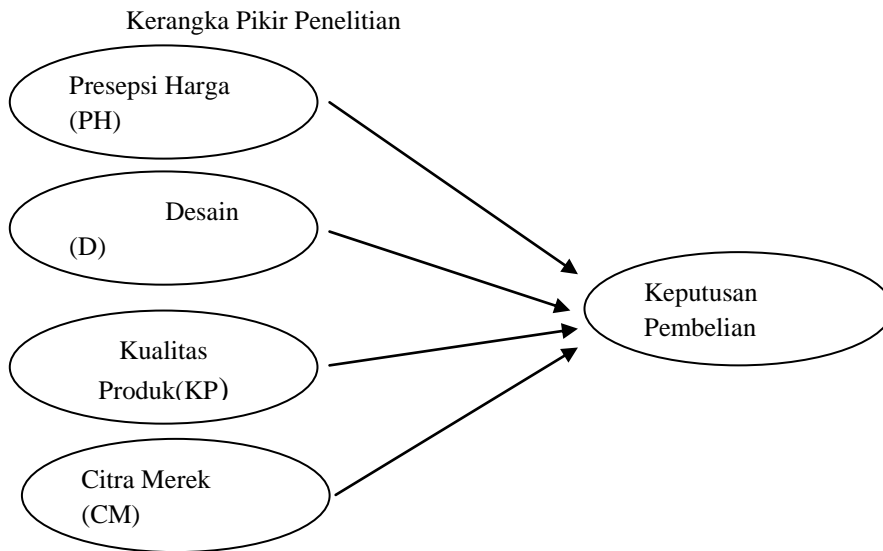 Kerangka Pikir Penelitian
Presepsi Harga
(PH)
Desain
(D)
Kualitas
Produk(KP)
Citra Merek
(CM)
Keputusan
Pembelian